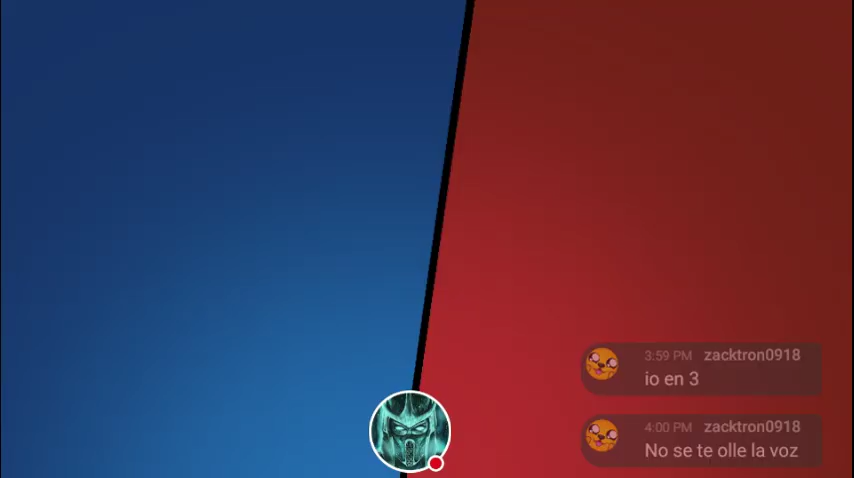 3:59 PM zacktron0918
io en 3
4:00 PM zacktron0918
No se te olle la voz